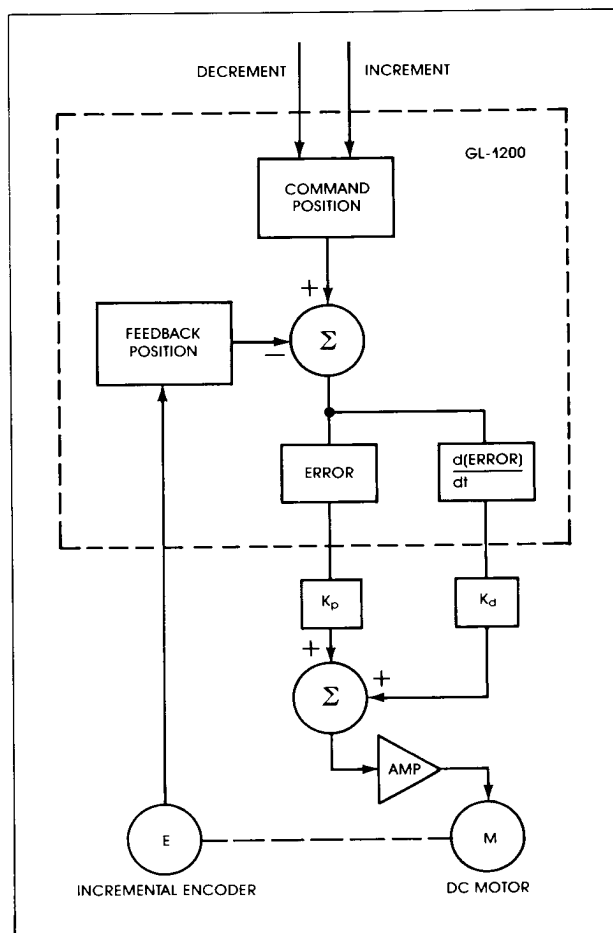 DECREMENT
INCREMENT
GL-1200
COMMAND
POSITION
+
FEEDBACK
POSITION
−
Σ
ERROR
d(ERROR)
dt
Kp
Kd
+
+
Σ
AMP
E
M
INCREMENTAL ENCODER
DC MOTOR